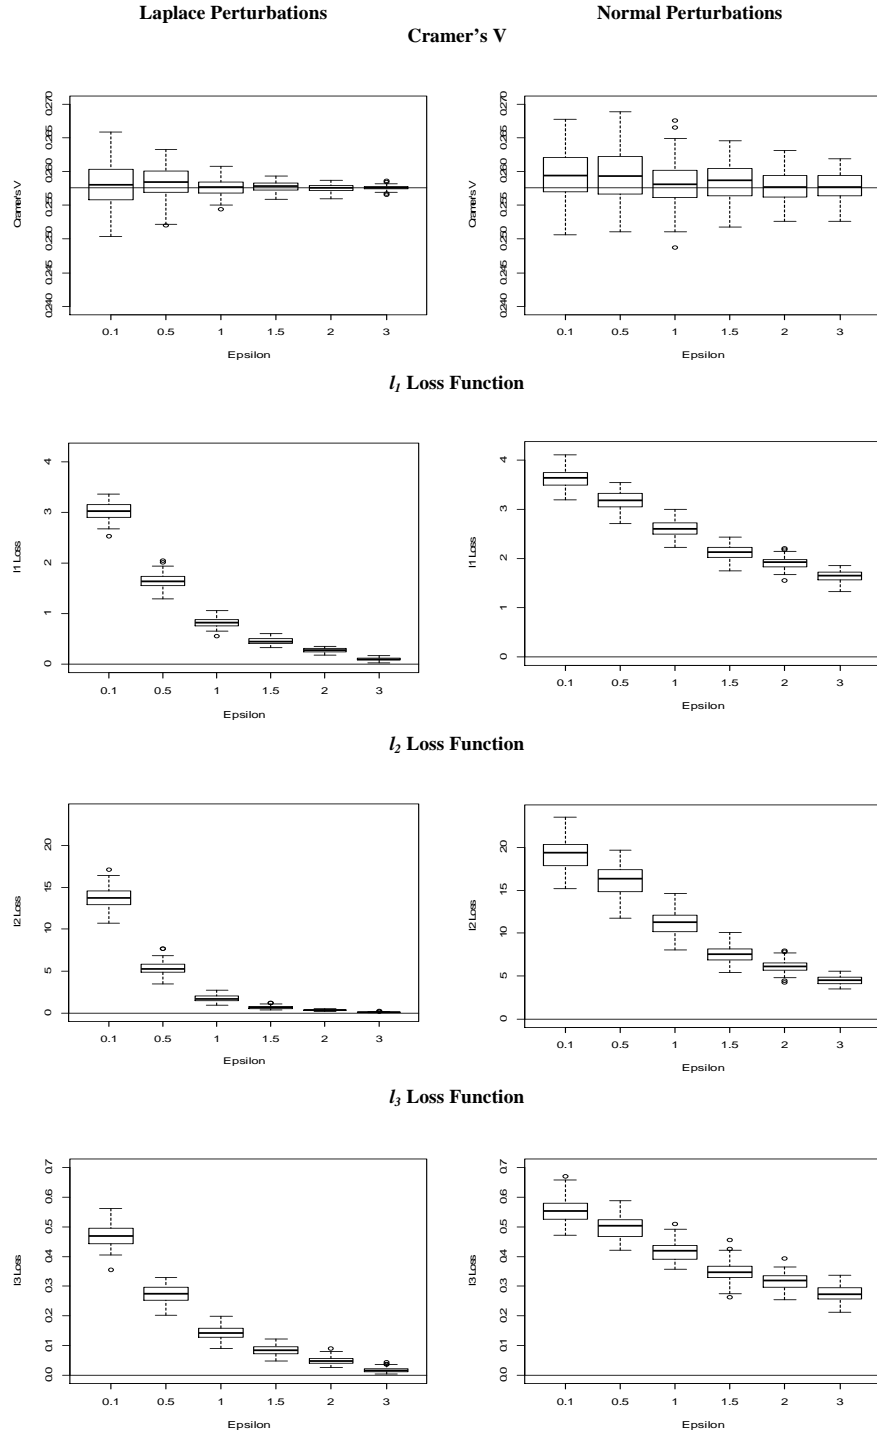 Laplace Perturbations
Normal Perturbations
Cramer's V
0.240 0.245 0.250 0.255 0.260 0.265 0.270
Cramer's V
0.1 0.5 1 1.5 2 3
Epsilon
0.240 0.245 0.250 0.255 0.260 0.265 0.270
Cramer's V
0.1 0.5 1 1.5 2 3
Epsilon
l1 Loss Function
0 1 2 3 4
l1 Loss
0.1 0.5 1 1.5 2 3
Epsilon
0 1 2 3 4
l1 Loss
0.1 0.5 1 1.5 2 3
Epsilon
l2 Loss Function
0 5 10 15 20
l2 Loss
0.1 0.5 1 1.5 2 3
Epsilon
0 5 10 15 20
l2 Loss
0.1 0.5 1 1.5 2 3
Epsilon
l3 Loss Function
0.0 0.1 0.2 0.3 0.4 0.5 0.6 0.7
l3 Loss
0.1 0.5 1 1.5 2 3
Epsilon
0.0 0.1 0.2 0.3 0.4 0.5 0.6 0.7
l3 Loss
0.1 0.5 1 1.5 2 3
Epsilon